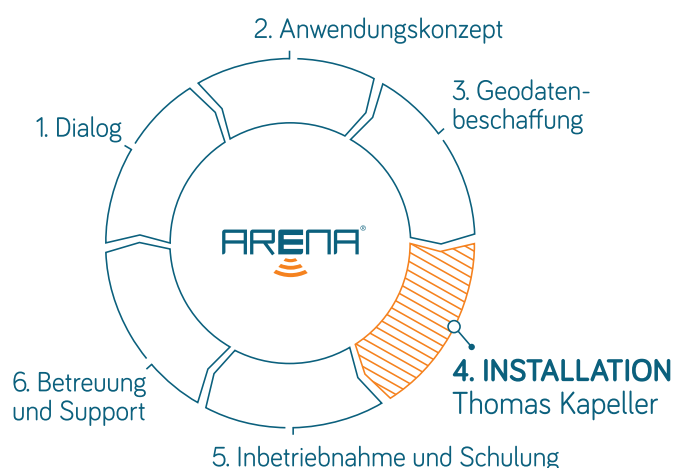 2. Anwendungskonzept
3. Geodaten-
beschaffung
1. Dialog
ARENA®
4. INSTALLATION
Thomas Kapeller
6. Betreuung
und Support
5. Inbetriebnahme und Schulung